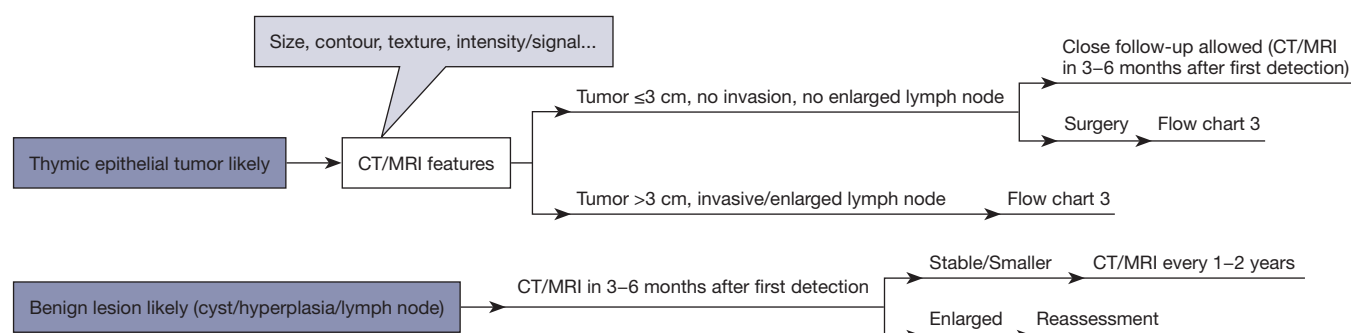 Size, contour, texture, intensity/signal...
Close follow-up allowed (CT/MRI
in 3–6 months after first detection)
Tumor ≤3 cm, no invasion, no enlarged lymph node
Surgery
Flow chart 3
Thymic epithelial tumor likely
CT/MRI features
Tumor >3 cm, invasive/enlarged lymph node
Flow chart 3
Stable/Smaller
CT/MRI every 1–2 years
CT/MRI in 3–6 months after first detection
Benign lesion likely (cyst/hyperplasia/lymph node)
Enlarged
Reassessment